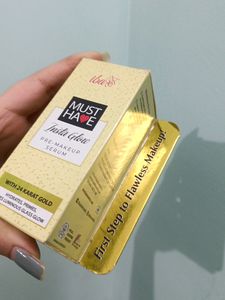 iba
MUST
HAVE
Insta Glow
PRE-MAKEUP
SERUM
WITH 24 KARAT GOLD
HYDRATES, PRIMES,
LUMINOUS GLASS GLOW
First Step to Flawless Makeup!